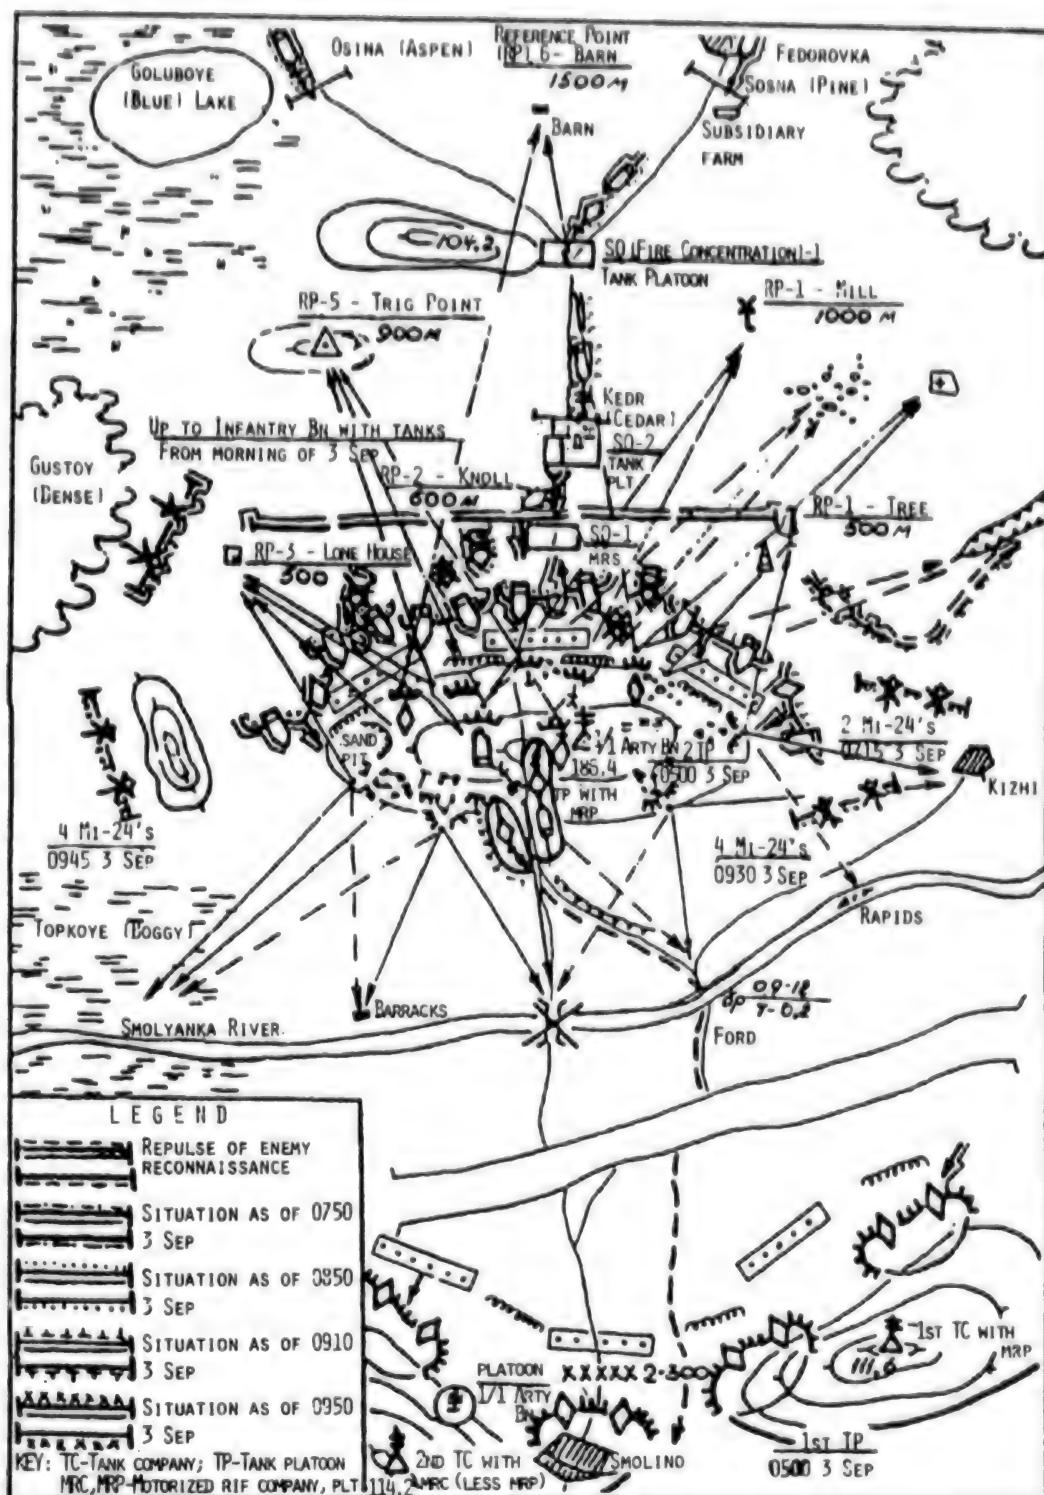 OSINA (ASPEN)
REFERENCE POINT
(RP) 6 - BARN
1500 M
FEDOROVKA
SOSNA (PINE)
GOLUBOYE
(BLUE) LAKE
BARN
SUBSIDIARY
FARM
104.2
SO (FIRE CONCENTRATION)-1
TANK PLATOON
RP-5 - TRIG POINT
900 M
RP-1 - MILL
1000 M
KEDR
(CEDAR)
SO-2
TANK
PLT
UP TO INFANTRY BN WITH TANKS
FROM MORNING OF 3 SEP
GUSTOY
(DENSE)
RP-2 - KNOLL
600 M
RP-1 - TREE
500 M
SO-1
MRS
RP-3 - LONE HOUSE
500
SAND
PIT
1/1 ARTY BN
186.4
TP WITH
MRP
2 TP
0500 3 SEP
2 MI-24'S
0715 3 SEP
KIZHI
4 MI-24'S
0945 3 SEP
4 MI-24'S
0930 3 SEP
RAPIDS
TOPKOYE (BOGGY)
BARRACKS
SMOLYANKA RIVER
FORD
LEGEND
REPULSE OF ENEMY
RECONNAISSANCE
SITUATION AS OF 0750
3 SEP
SITUATION AS OF 0850
3 SEP
SITUATION AS OF 0910
3 SEP
SITUATION AS OF 0950
3 SEP
KEY: TC-TANK COMPANY; TP-TANK PLATOON
MRC,MRP-MOTORIZED RIF COMPANY, PLT
PLATOON
1/1 ARTY
BN
XXXXX 2-300
1ST TC WITH
MRP
111.6
1ST TP
0500 3 SEP
114.2
2ND TC WITH
MRC (LESS MRP)
SMOLINO